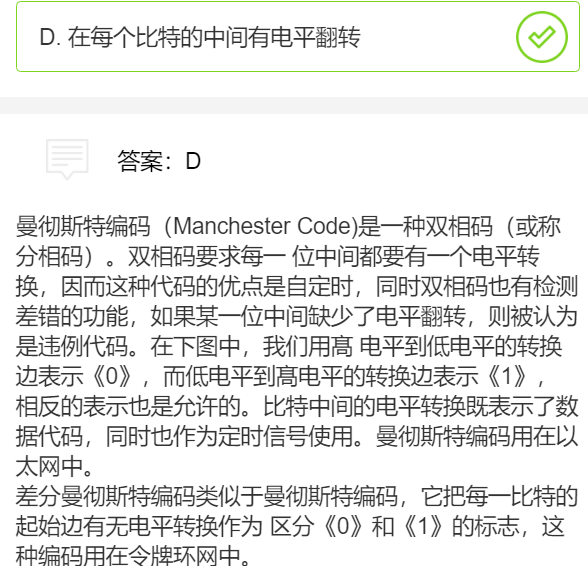 D. 在每个比特的中间有电平翻转
答案：D
曼彻斯特编码（Manchester Code)是一种双相码（或称
分相码）。双相码要求每一 位中间都要有一个电平转
换，因而这种代码的优点是自定时，同时双相码也有检测
差错的功能，如果某一位中间缺少了电平翻转，则被认为
是违例代码。在下图中，我们用髙 电平到低电平的转换
边表示《0》，而低电平到髙电平的转换边表示《1》，
相反的表示也是允许的。比特中间的电平转换既表示了数
据代码，同时也作为定时信号使用。曼彻斯特编码用在以
太网中。
差分曼彻斯特编码类似于曼彻斯特编码，它把每一比特的
起始边有无电平转换作为 区分《0》和《1》的标志，这
种编码用在令牌环网中。